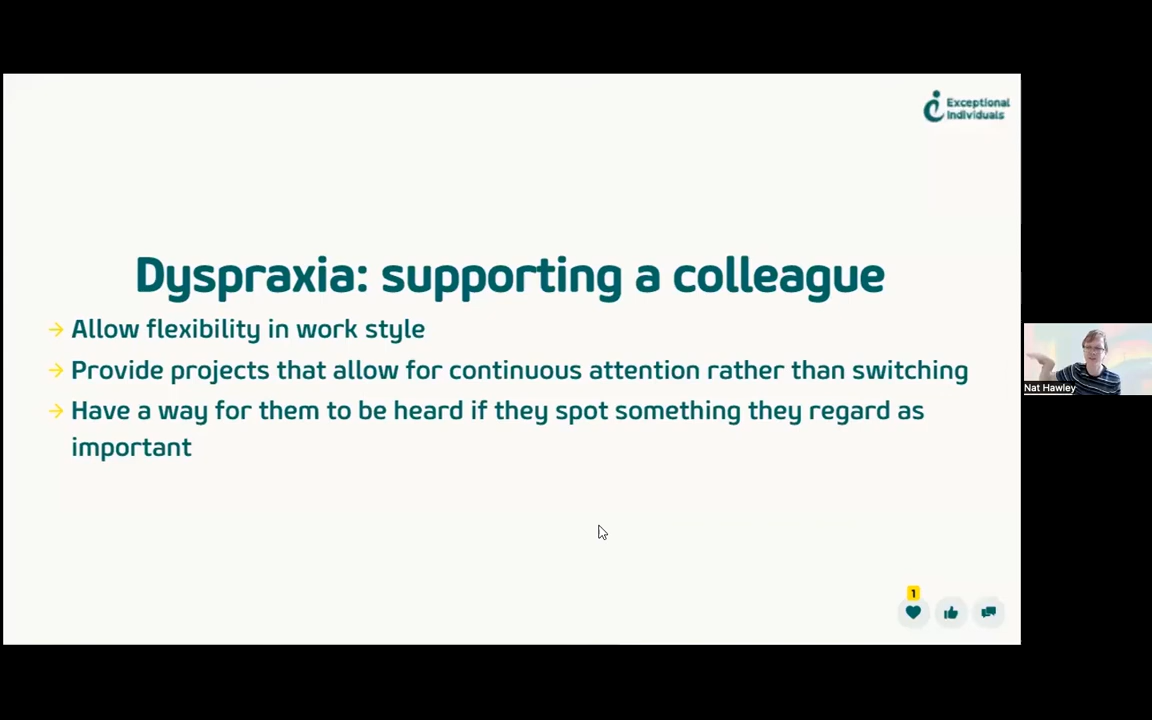 Exceptional
Individuals
Dyspraxia: supporting a colleague
Allow flexibility in work style
Provide projects that allow for continuous attention rather than switching
Have a way for them to be heard if they spot something they regard as
important
Nat Hawley
1